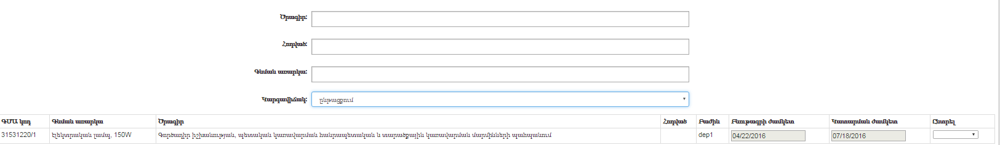 Ծրագիր:
Հոդված:
Գնման առարկա:
Կարգավիճակ: ընթացքում
ԳՄԱ կոդ Գնման առարկա Ծրագիր Հոդված Բաժին Բնութագրի ժամկետ Կատարման ժամկետ Ընտրել
31531220/1 Էլեկտրական լամպ, 150W Գործադիր իշխանության, պետական կառավարման հանրապետական և տարածքային կառավարման մարմինների պահպանում dep1 04/22/2016 07/18/2016